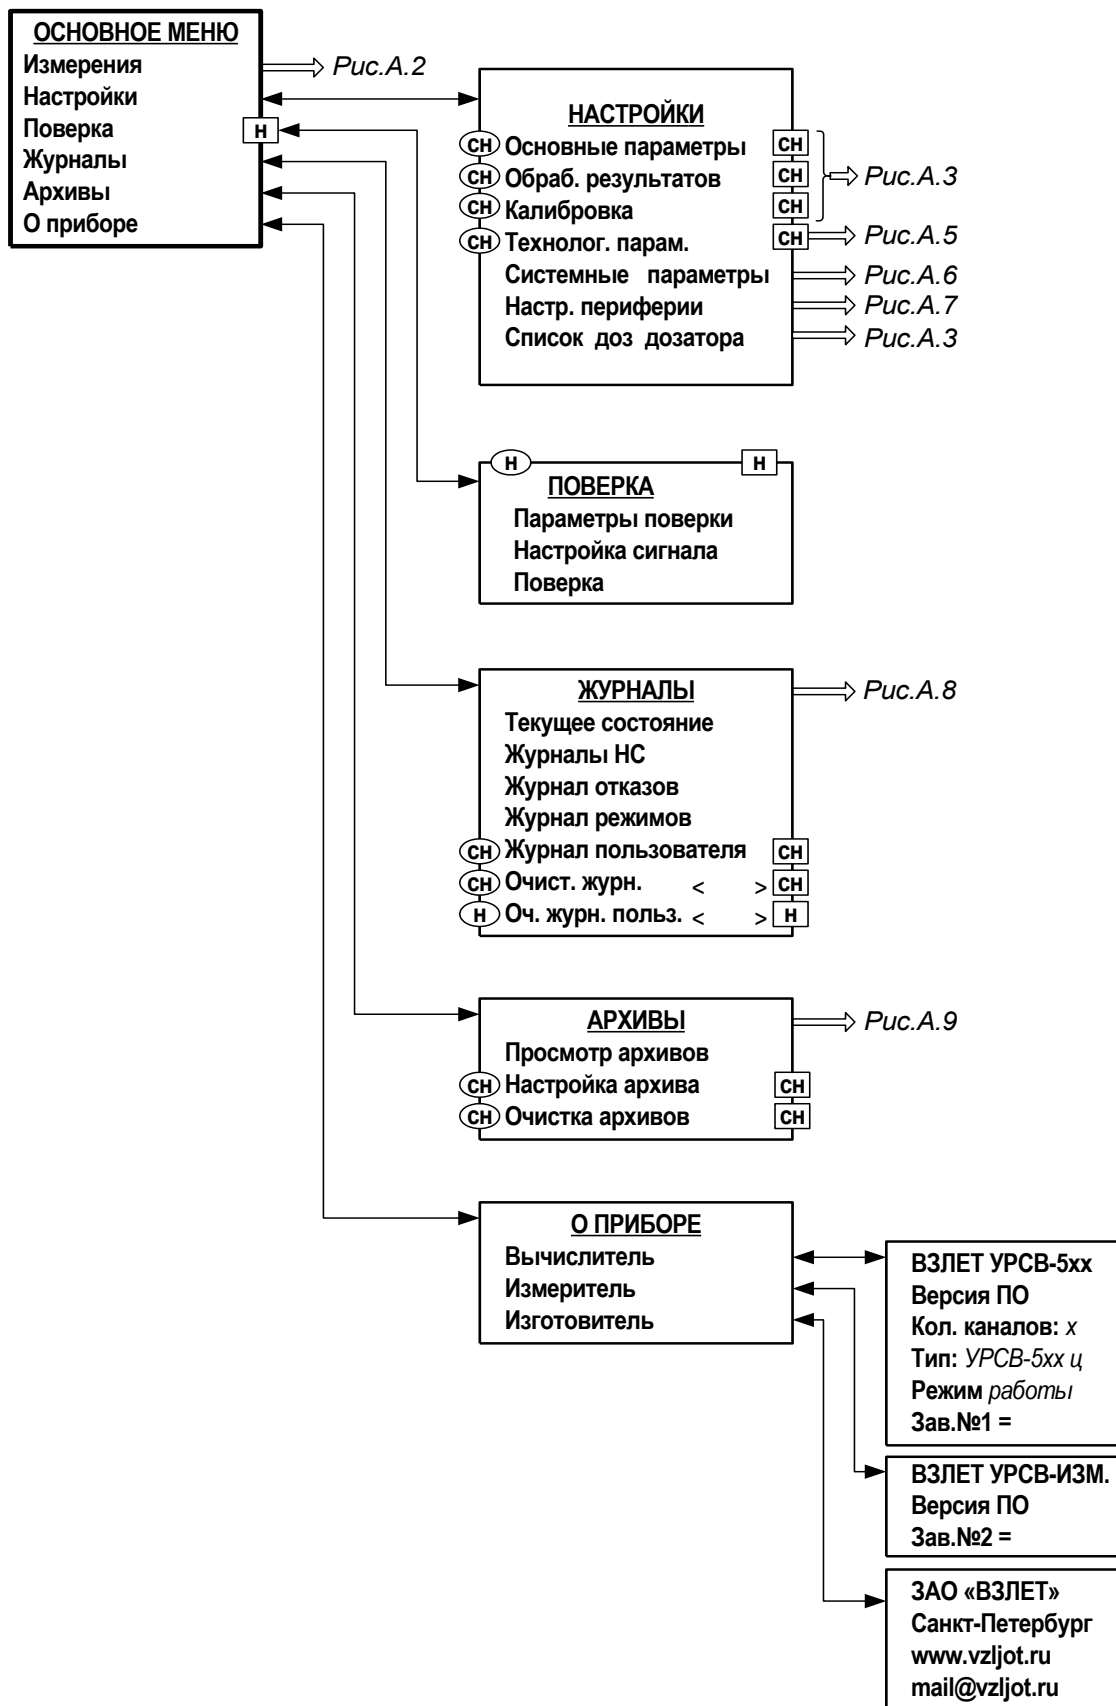 ОСНОВНОЕ МЕНЮ
Измерения
Настройки
Поверка
Журналы
Архивы
О приборе
Н
Рис.А.2
НАСТРОЙКИ
СН Основные параметры СН
СН Обраб. результатов СН
СН Калибровка СН
Рис.А.3
СН Технолог. парам. СН Рис.А.5
Системные параметры Рис.А.6
Настр. периферии Рис.А.7
Список доз дозатора Рис.А.3
Н Н
ПОВЕРКА
Параметры поверки
Настройка сигнала
Поверка
ЖУРНАЛЫ Рис.А.8
Текущее состояние
Журналы НС
Журнал отказов
Журнал режимов
СН Журнал пользователя СН
СН Очист. журн. < > СН
Н Оч. журн. польз. < > Н
АРХИВЫ Рис.А.9
Просмотр архивов
СН Настройка архива СН
СН Очистка архивов СН
О ПРИБОРЕ
Вычислитель
Измеритель
Изготовитель
ВЗЛЕТ УРСВ-5хх
Версия ПО
Кол. каналов: х
Тип: УРСВ-5хх ц
Режим работы
Зав.№1 =
ВЗЛЕТ УРСВ-ИЗМ.
Версия ПО
Зав.№2 =
ЗАО «ВЗЛЕТ»
Санкт-Петербург
www.vzljot.ru
mail@vzljot.ru